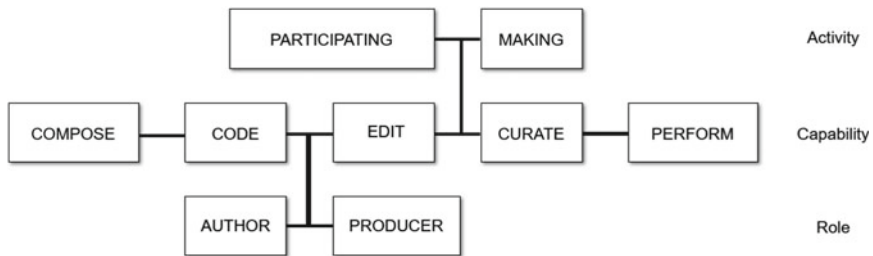 PARTICIPATING MAKING Activity
COMPOSE CODE EDIT CURATE PERFORM Capability
AUTHOR PRODUCER Role